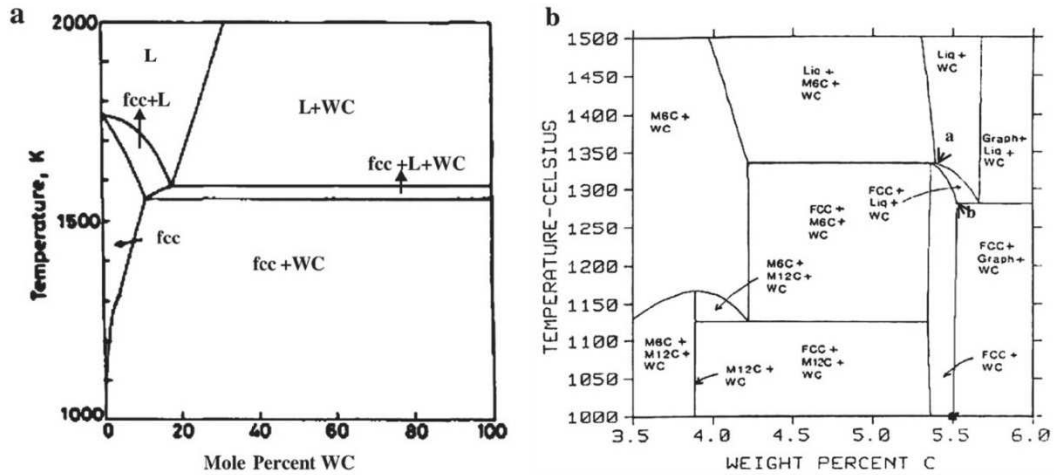 a
2000
1500
1000
Temperature, K
L
fcc+L
L+WC
fcc+L+WC
fcc
fcc+WC
0
20
40
60
80
100
Mole Percent WC
b
1500
1450
1400
1350
1300
1250
1200
1150
1100
1050
1000
TEMPERATURE-CELSIUS
M6C+
WC
Liq+
M6C+
WC
Liq+
WC
a
Graph+
Liq+
WC
FCC+
Liq+
WC
b
FCC+
M6C+
WC
FCC+
Graph+
WC
M6C+
M12C+
WC
M6C+
M12C+
WC
M12C+
WC
FCC+
M12C+
WC
FCC+
WC
3.5
4.0
4.5
5.0
5.5
6.0
WEIGHT PERCENT C